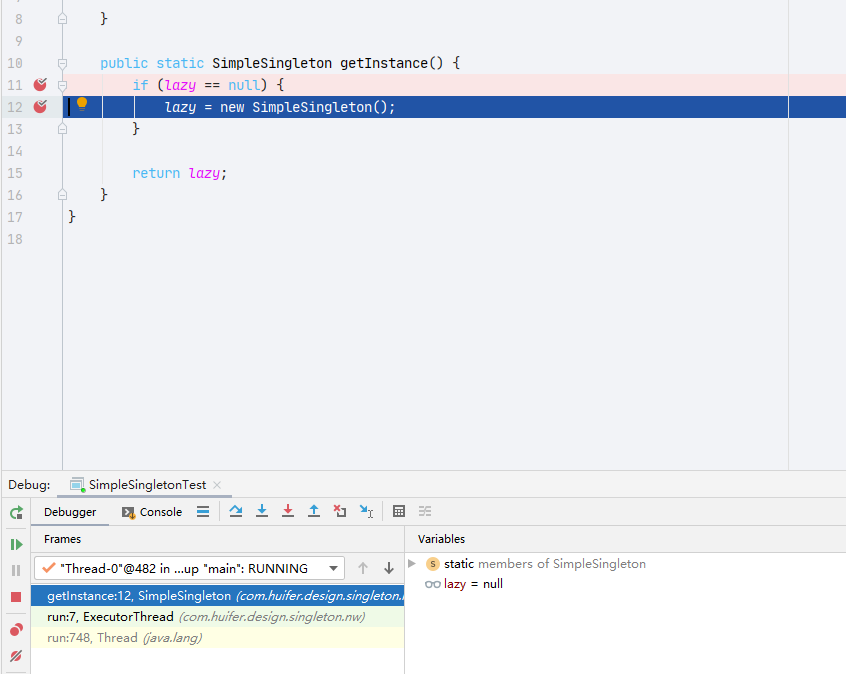 8 }
9
10 public static SimpleSingleton getInstance() {
11 if (lazy == null) {
12 lazy = new SimpleSingleton();
13 }
14
15 return lazy;
16 }
17 }
18
Debug: SimpleSingletonTest
Debugger Console
Frames Variables
"Thread-0"@482 in ...up "main": RUNNING
static members of SimpleSingleton
lazy = null
getInstance:12, SimpleSingleton (com.huifer.design.singleton.
run:7, ExecutorThread (com.huifer.design.singleton.nw)
run:748, Thread (java.lang)